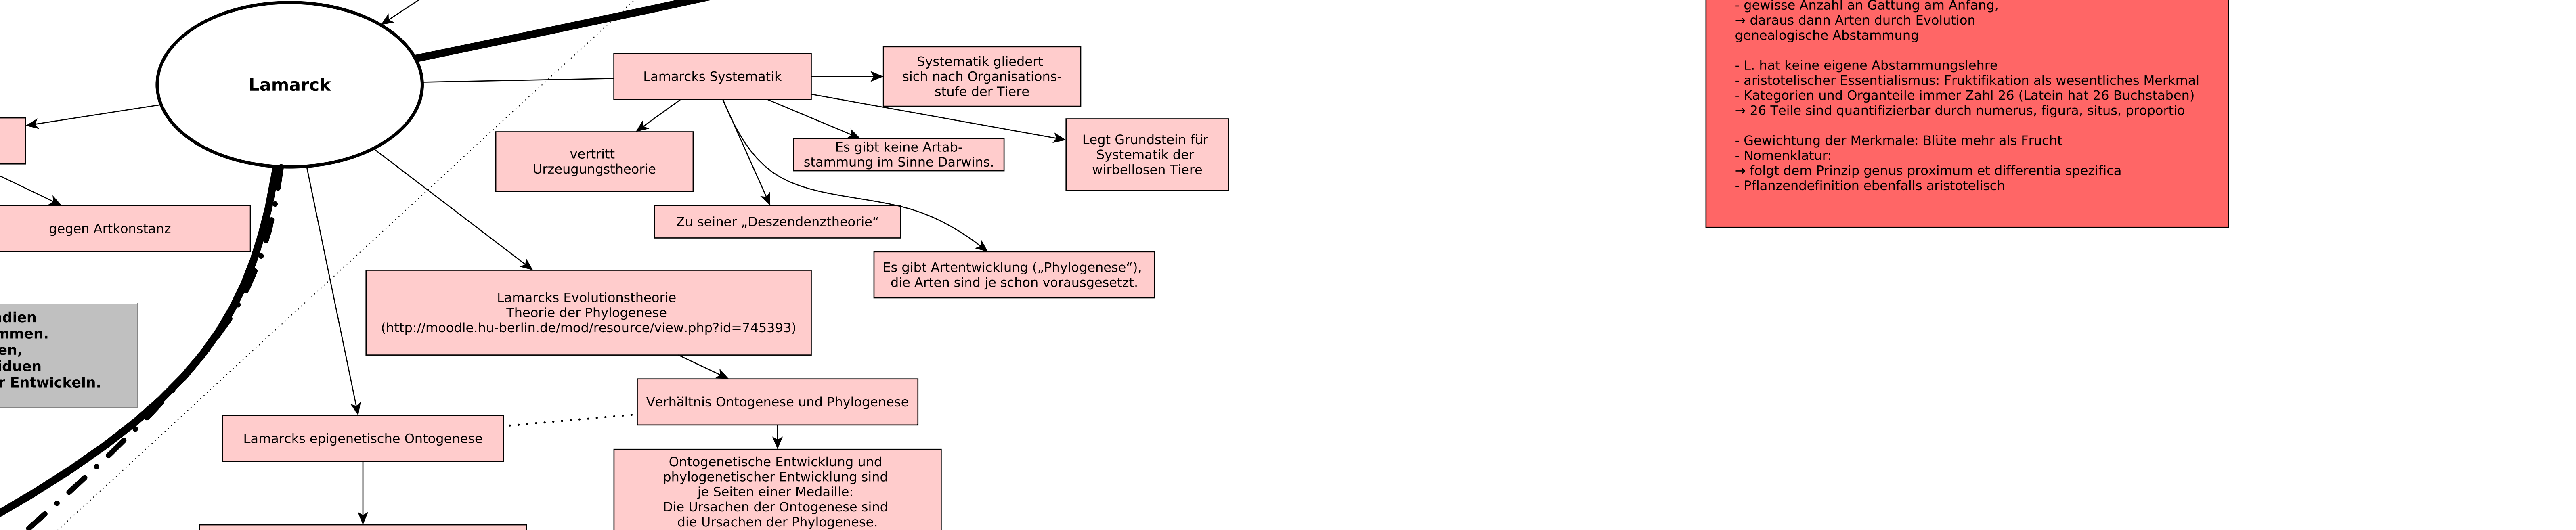 Lamarck
Lamarcks Systematik
Systematik gliedert
sich nach Organisations-
stufe der Tiere
vertritt
Urzeugungstheorie
Es gibt keine Artab-
stammung im Sinne Darwins.
Legt Grundstein für
Systematik der
wirbellosen Tiere
Zu seiner „Deszendenztheorie“
Es gibt Artentwicklung („Phylogenese“),
die Arten sind je schon vorausgesetzt.
gegen Artkonstanz
Lamarcks Evolutionstheorie
Theorie der Phylogenese
(http://moodle.hu-berlin.de/mod/resource/view.php?id=745393)
dien
mmen.
en,
iduen
r Entwickeln.
Verhältnis Ontogenese und Phylogenese
Lamarcks epigenetische Ontogenese
Ontogenetische Entwicklung und
phylogenetischer Entwicklung sind
je Seiten einer Medaille:
Die Ursachen der Ontogenese sind
die Ursachen der Phylogenese.
- gewisse Anzahl an Gattung am Anfang,
→ daraus dann Arten durch Evolution
genealogische Abstammung
- L. hat keine eigene Abstammungslehre
- aristotelischer Essentialismus: Fruktifikation als wesentliches Merkmal
- Kategorien und Organteile immer Zahl 26 (Latein hat 26 Buchstaben)
→ 26 Teile sind quantifizierbar durch numerus, figura, situs, proportio
- Gewichtung der Merkmale: Blüte mehr als Frucht
- Nomenklatur:
→ folgt dem Prinzip genus proximum et differentia spezifica
- Pflanzendefinition ebenfalls aristotelisch